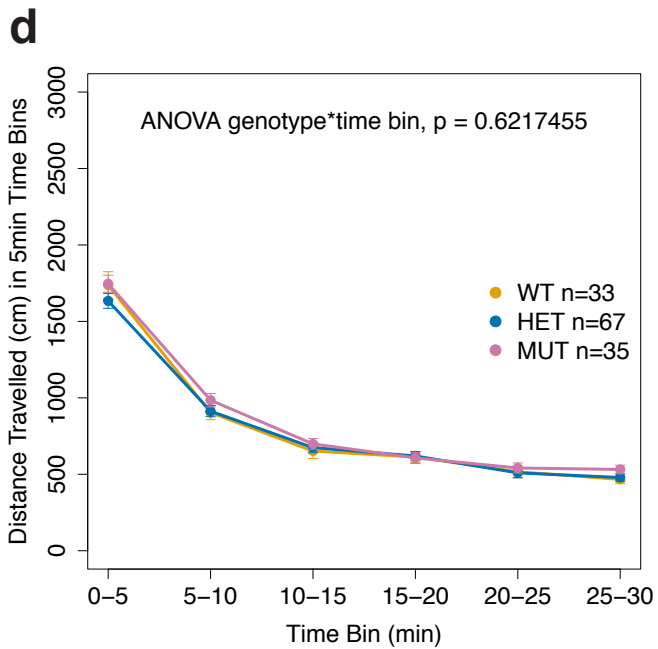 d
ANOVA genotype*time bin, p = 0.6217455
Distance Travelled (cm) in 5min Time Bins
3000
2500
2000
1500
1000
500
0
WT n=33
HET n=67
MUT n=35
0−5 5−10 10−15 15−20 20−25 25−30
Time Bin (min)